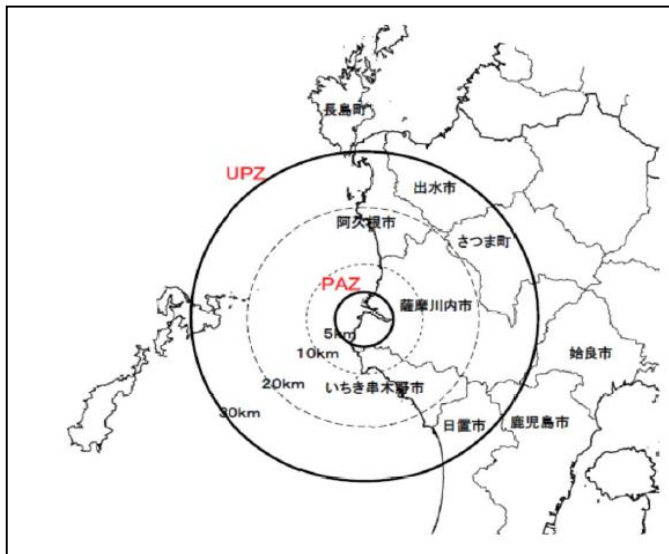 長島町
UPZ
出水市
阿久根市
さつま町
PAZ
薩摩川内市
5km
10km
姶良市
20km
いちき串木野市
30km
日置市
鹿児島市